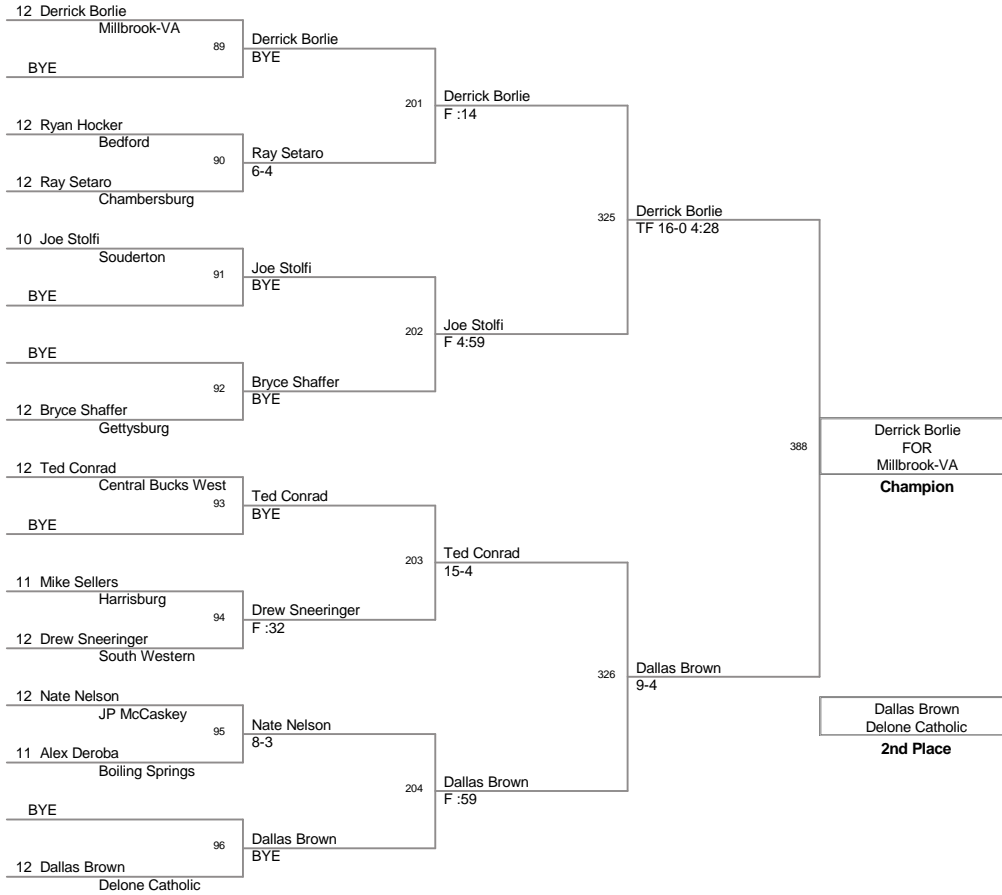 12 Derrick Borlie
Millbrook-VA
89
BYE
12 Ryan Hocker
Bedford
90
12 Ray Setaro
Chambersburg
10 Joe Stolfi
Souderton
91
BYE
BYE
92
12 Bryce Shaffer
Gettysburg
12 Ted Conrad
Central Bucks West
93
BYE
11 Mike Sellers
Harrisburg
94
12 Drew Sneeringer
South Western
12 Nate Nelson
JP McCaskey
95
11 Alex Deroba
Boiling Springs
BYE
96
12 Dallas Brown
Delone Catholic
Derrick Borlie
BYE
201
Ray Setaro
6-4
Joe Stolfi
BYE
202
Bryce Shaffer
BYE
Ted Conrad
BYE
203
Drew Sneeringer
F :32
Nate Nelson
8-3
204
Dallas Brown
BYE
Derrick Borlie
F :14
325
Joe Stolfi
F 4:59
Ted Conrad
15-4
326
Dallas Brown
F :59
Derrick Borlie
TF 16-0 4:28
388
Dallas Brown
9-4
Derrick Borlie
FOR
Millbrook-VA
Champion
Dallas Brown
Delone Catholic
2nd Place